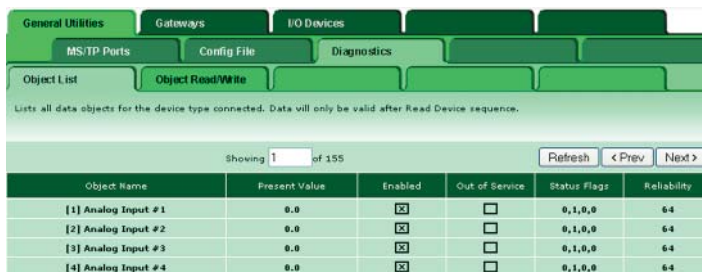 General Utilities Gateways I/O Devices
MS/TP Ports Config File Diagnostics
Object List Object Read/Write
Lists all data objects for the device type connected. Data will only be valid after Read Device sequence.
Showing 1 of 155 Refresh < Prev Next >
Object Name Present Value Enabled Out of Service Status Flags Reliability
[1] Analog Input #1 0.0 0,1,0,0 64
[2] Analog Input #2 0.0 0,1,0,0 64
[3] Analog Input #3 0.0 0,1,0,0 64
[4] Analog Input #4 0.0 0,1,0,0 64